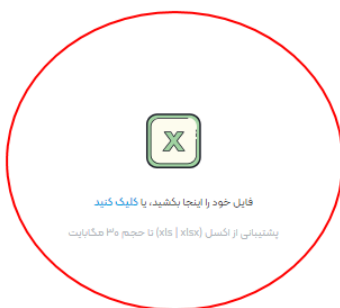 X
فایل خود را اینجا بکشید، یا کلیک کنید
پشتیبانی از اکسل (xls | xlsx) تا حجم ۳۰ مگابایت